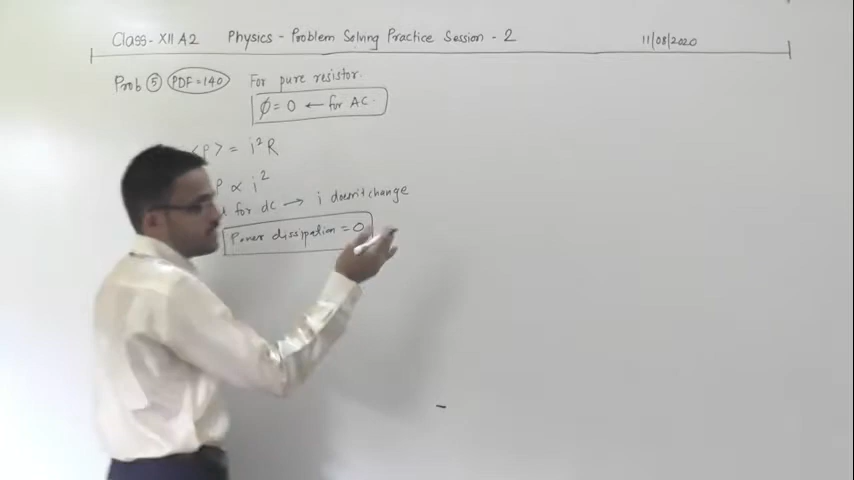 Class- XII A2 Physics - Problem Solving Practice Session - 2 11/08/2020
Prob ⑤ PDF=140 For pure resistor.
ϕ = 0 ← for AC.
<P> = i²R
P ∝ i²
for dc → i doesn't change
Power dissipation = 0